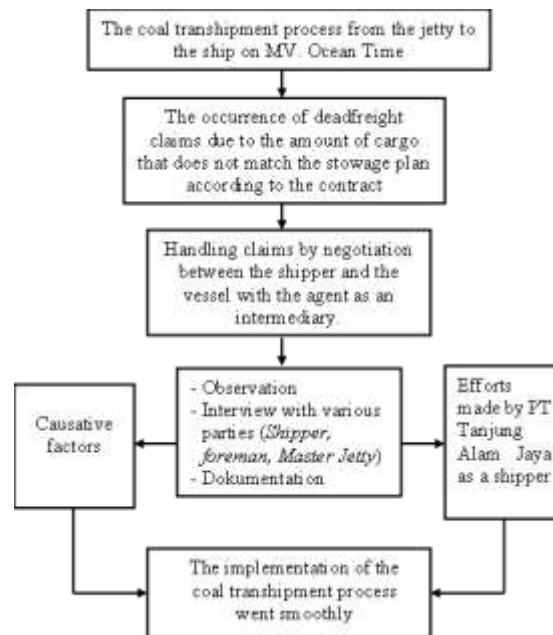 The coal transhipment process from the jetty to
the ship on MV. Ocean Time
The occurrence of deadfreight
claims due to the amount of cargo
that does not match the stowage plan
according to the contract
Handling claims by negotiation
between the shipper and the
vessel with the agent as an
intermediary.
Causative
factors
- Observation
- Interview with various
parties (Shipper,
foreman, Master Jetty)
- Dokumentation
Efforts
made by PT
Tanjung
Alam Jaya
as a shipper
The implementation of the
coal transhipment process
went smoothly